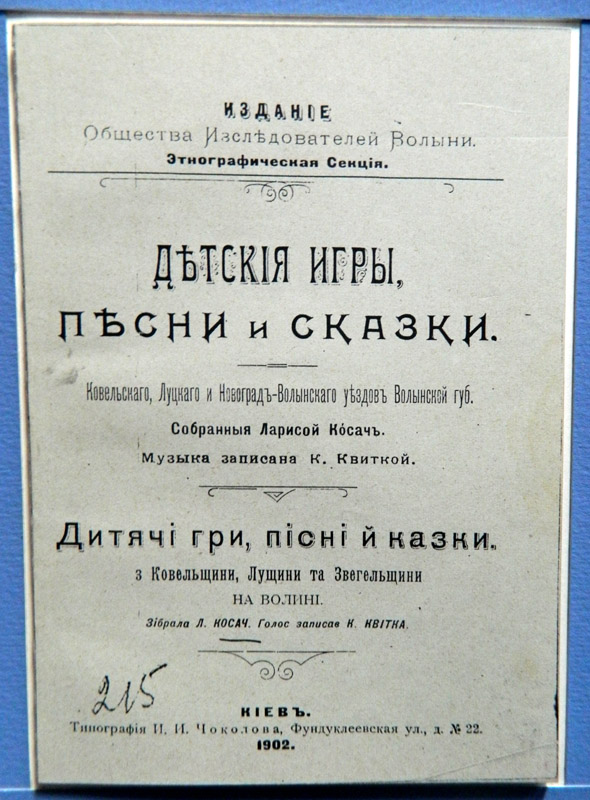 ИЗДАНІЕ
Общества Изслѣдователей Волыни.
Этнографическая Секція.
ДѢТСКІЯ ИГРЫ,
ПѢСНИ и СКАЗКИ.
Ковельскаго, Луцкаго и Новоградъ-Волынскаго уѣздовъ Волынской губ.
Собранныя Ларисой Ко́сачъ.
Музыка записана К. Квиткой.
Дитячі гри, пісні й казки.
з Ковельщини, Лущини та Звегельщини
НА ВОЛИНІ.
Зібрала Л. КОСАЧ. Голос записав К. КВІТКА.
215
КІЕВЪ.
Типографія И. И. Чоколова, Фундуклеевская ул., д. № 22.
1902.